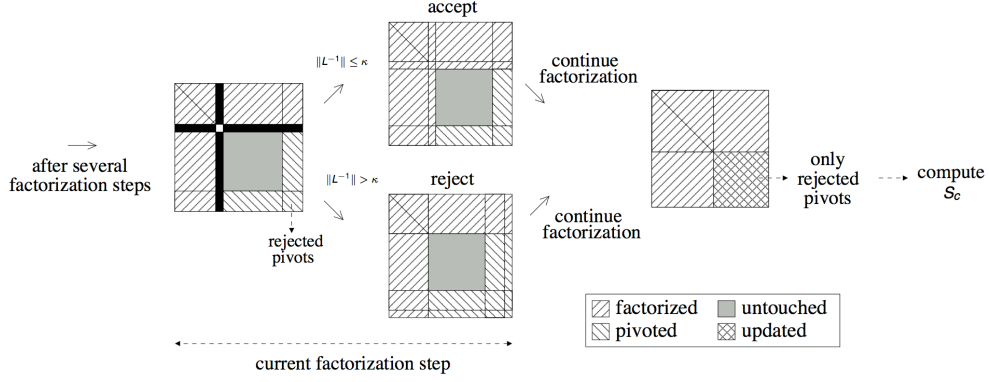 accept
‖L⁻¹‖ ≤ κ
continue
factorization
after several
factorization steps
‖L⁻¹‖ > κ
reject
rejected
pivots
continue
factorization
only
rejected
pivots
compute
S_c
factorized
untouched
pivoted
updated
current factorization step